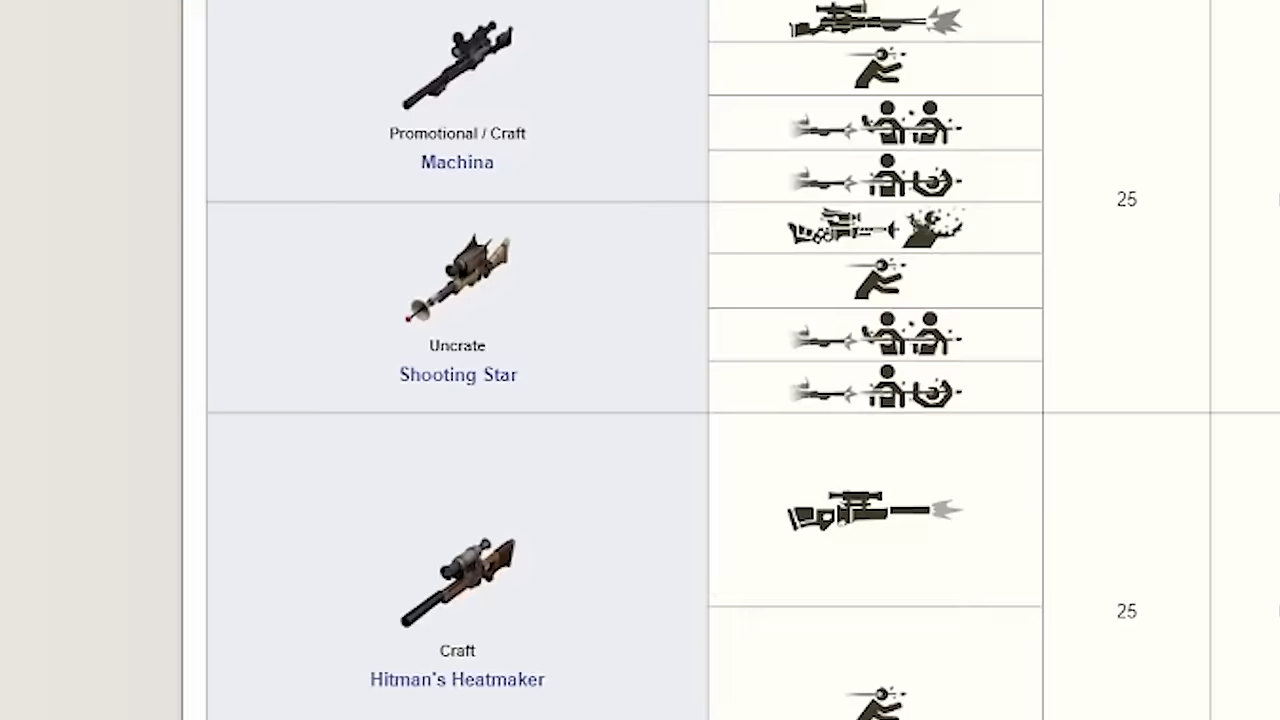 Promotional / Craft
Machina
25
Uncrate
Shooting Star
Craft
Hitman's Heatmaker
25